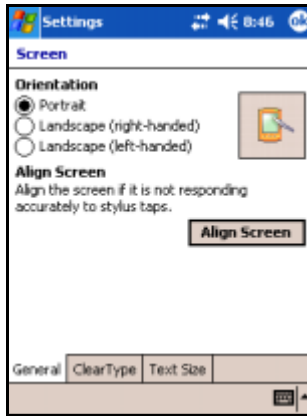 Settings 8:46 ok
Screen
Orientation
Portrait
Landscape (right-handed)
Landscape (left-handed)
Align Screen
Align the screen if it is not responding
accurately to stylus taps.
Align Screen
General ClearType Text Size